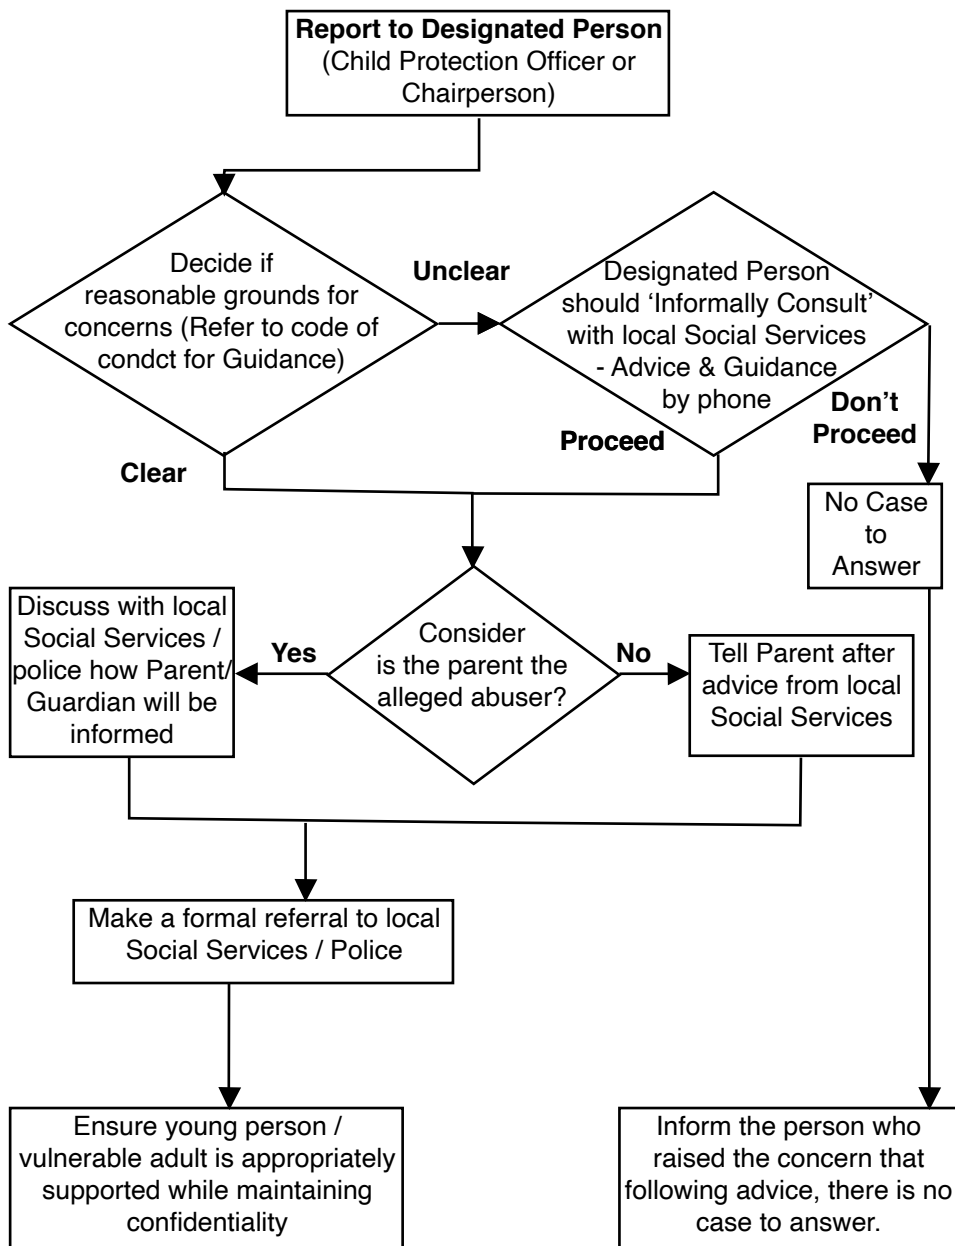 Report to Designated Person
(Child Protection Officer or
Chairperson)
Decide if
reasonable grounds for
concerns (Refer to code of
condct for Guidance)
Unclear
Designated Person
should ‘Informally Consult’
with local Social Services
- Advice & Guidance
by phone
Don’t
Proceed
Proceed
Clear
No Case
to
Answer
Discuss with local
Social Services /
police how Parent/
Guardian will be
informed
Yes
Consider
is the parent the
alleged abuser?
No
Tell Parent after
advice from local
Social Services
Make a formal referral to local
Social Services / Police
Ensure young person /
vulnerable adult is appropriately
supported while maintaining
confidentiality
Inform the person who
raised the concern that
following advice, there is no
case to answer.